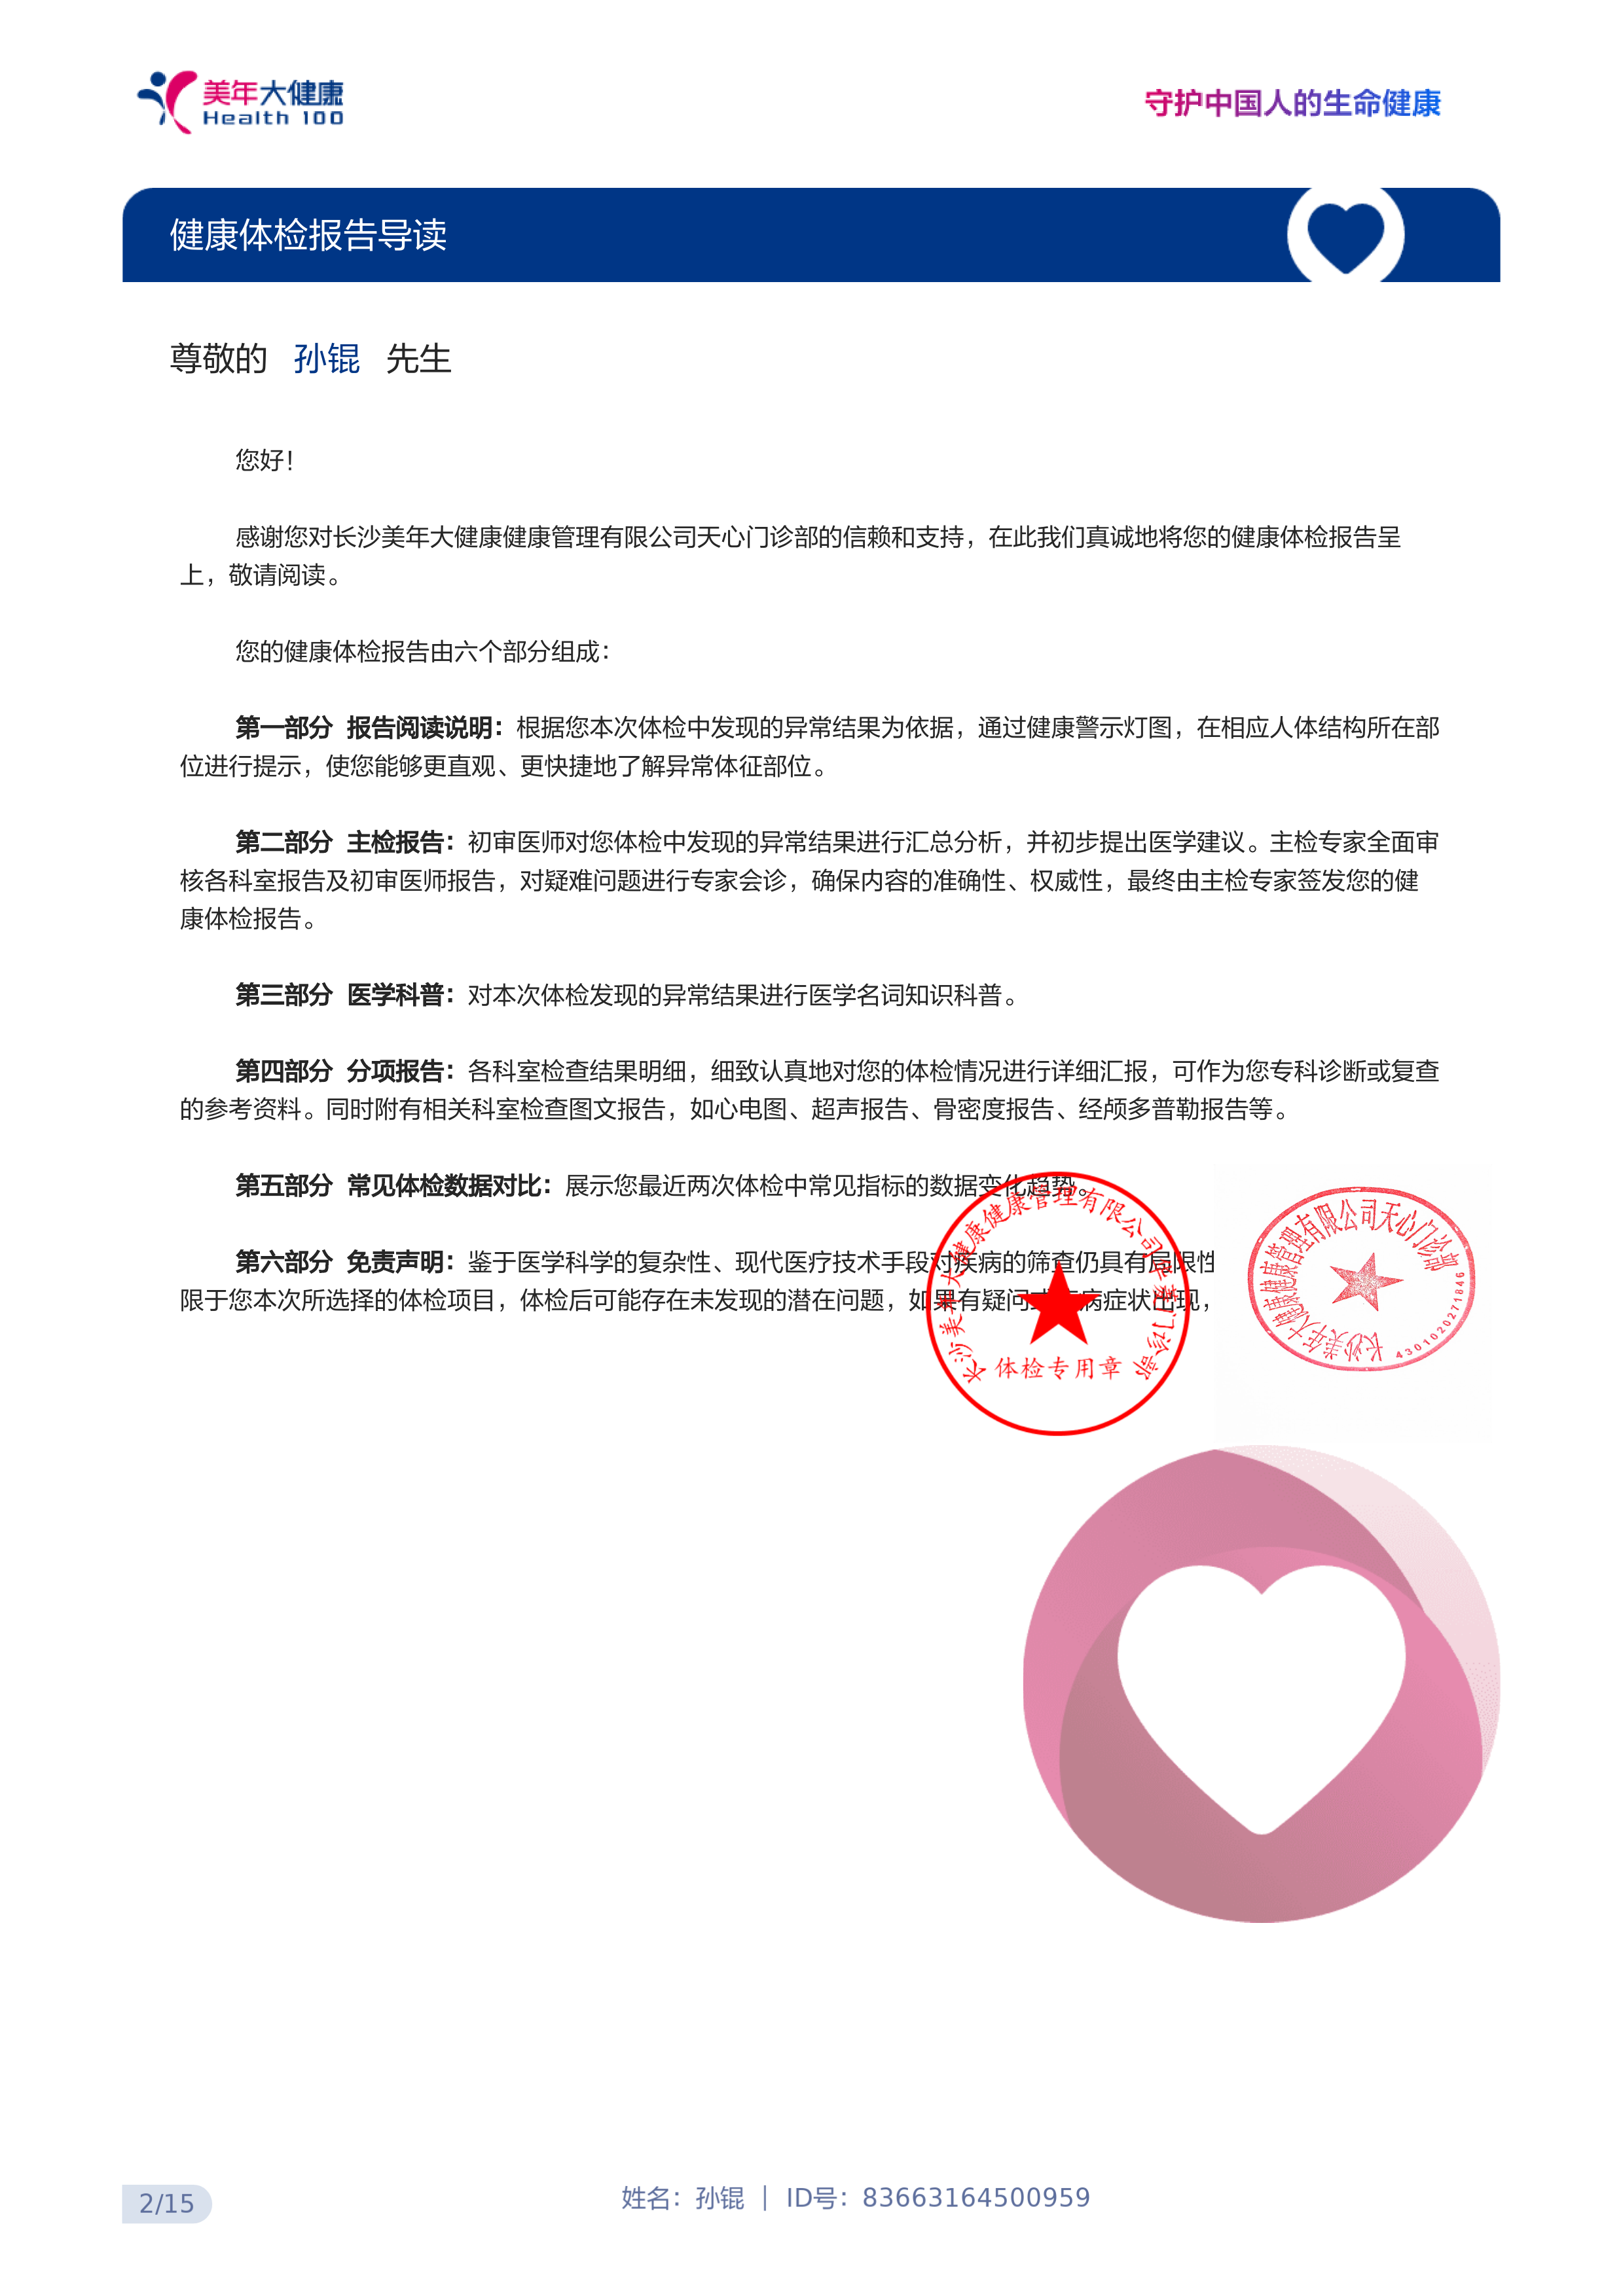 美年大健康
Health 100
守护中国人的生命健康
健康体检报告导读
尊敬的 孙锟 先生
您好！
感谢您对长沙美年大健康健康管理有限公司天心门诊部的信赖和支持，在此我们真诚地将您的健康体检报告呈
上，敬请阅读。
您的健康体检报告由六个部分组成：
第一部分 报告阅读说明：根据您本次体检中发现的异常结果为依据，通过健康警示灯图，在相应人体结构所在部
位进行提示，使您能够更直观、更快捷地了解异常体征部位。
第二部分 主检报告：初审医师对您体检中发现的异常结果进行汇总分析，并初步提出医学建议。主检专家全面审
核各科室报告及初审医师报告，对疑难问题进行专家会诊，确保内容的准确性、权威性，最终由主检专家签发您的健
康体检报告。
第三部分 医学科普：对本次体检发现的异常结果进行医学名词知识科普。
第四部分 分项报告：各科室检查结果明细，细致认真地对您的体检情况进行详细汇报，可作为您专科诊断或复查
的参考资料。同时附有相关科室检查图文报告，如心电图、超声报告、骨密度报告、经颅多普勒报告等。
第五部分 常见体检数据对比：展示您最近两次体检中常见指标的数据变化趋势。
第六部分 免责声明：鉴于医学科学的复杂性、现代医疗技术手段对疾病的筛查仍具有局限性
限于您本次所选择的体检项目，体检后可能存在未发现的潜在问题，如果有疑问或疾病症状出现，
长沙美年大健康健康管理有限公司 门诊部
体检专用章
长沙美年大健康健康管理有限公司天心门诊部
4301020271846
2/15
姓名：孙锟 | ID号：83663164500959